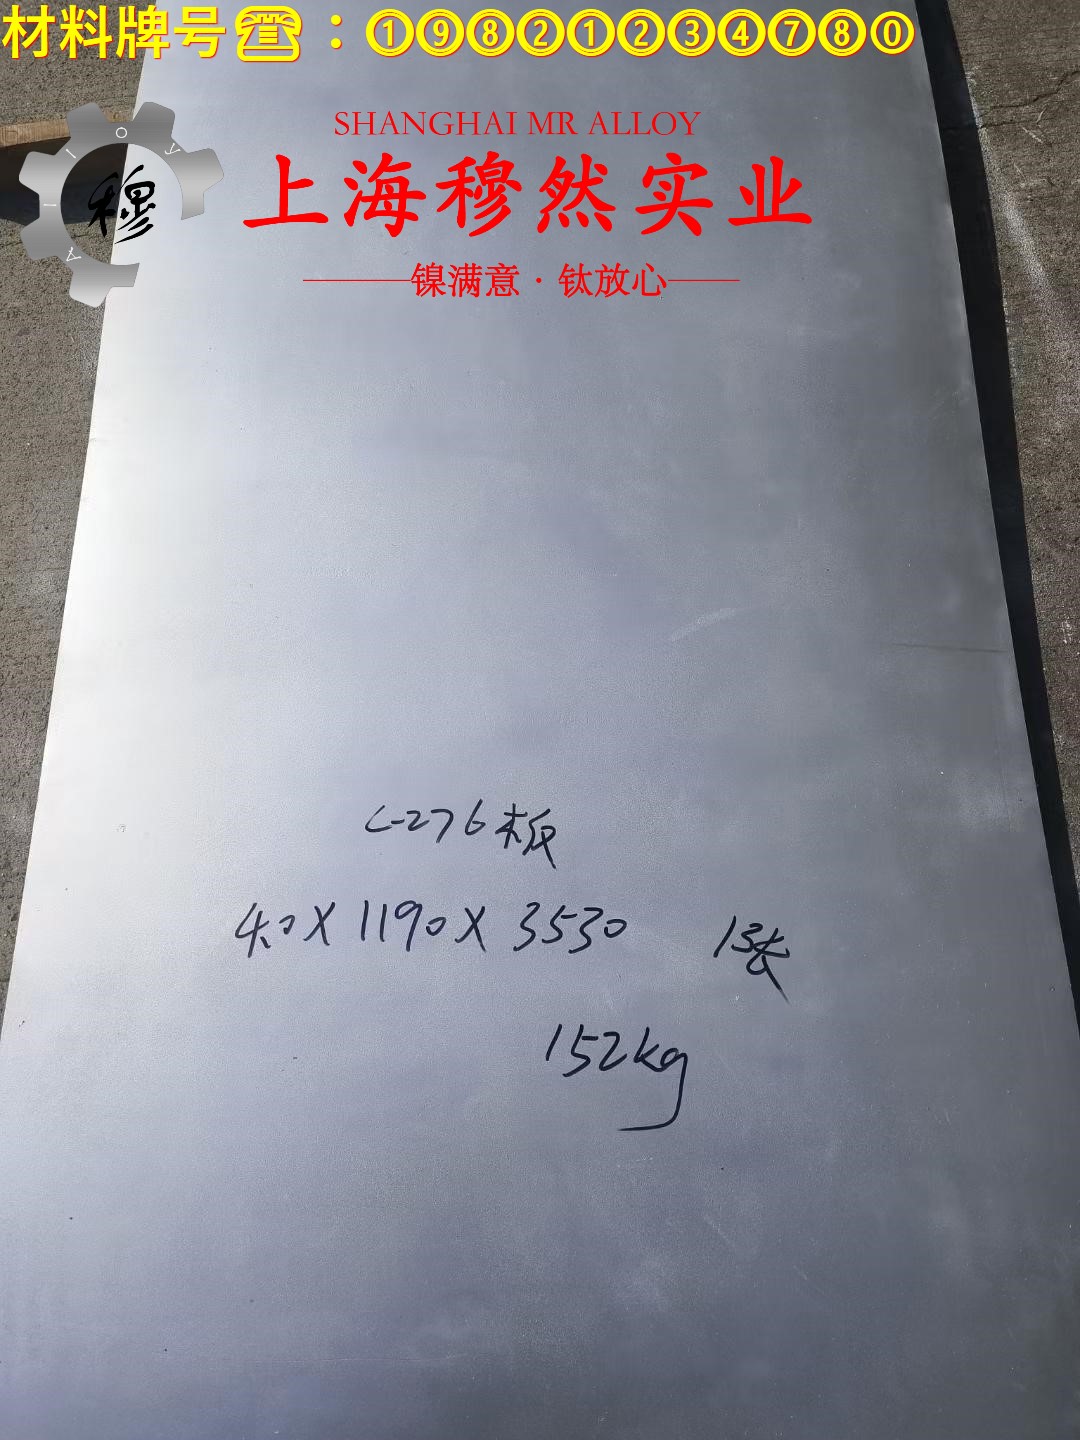 材料牌号☎：①⑨⑧②①②③④⑦⑧⓪
SHANGHAI MR ALLOY
上海穆然实业
穆
镍满意·钛放心
C-276板
4.0X1190X3530 1张
152kg